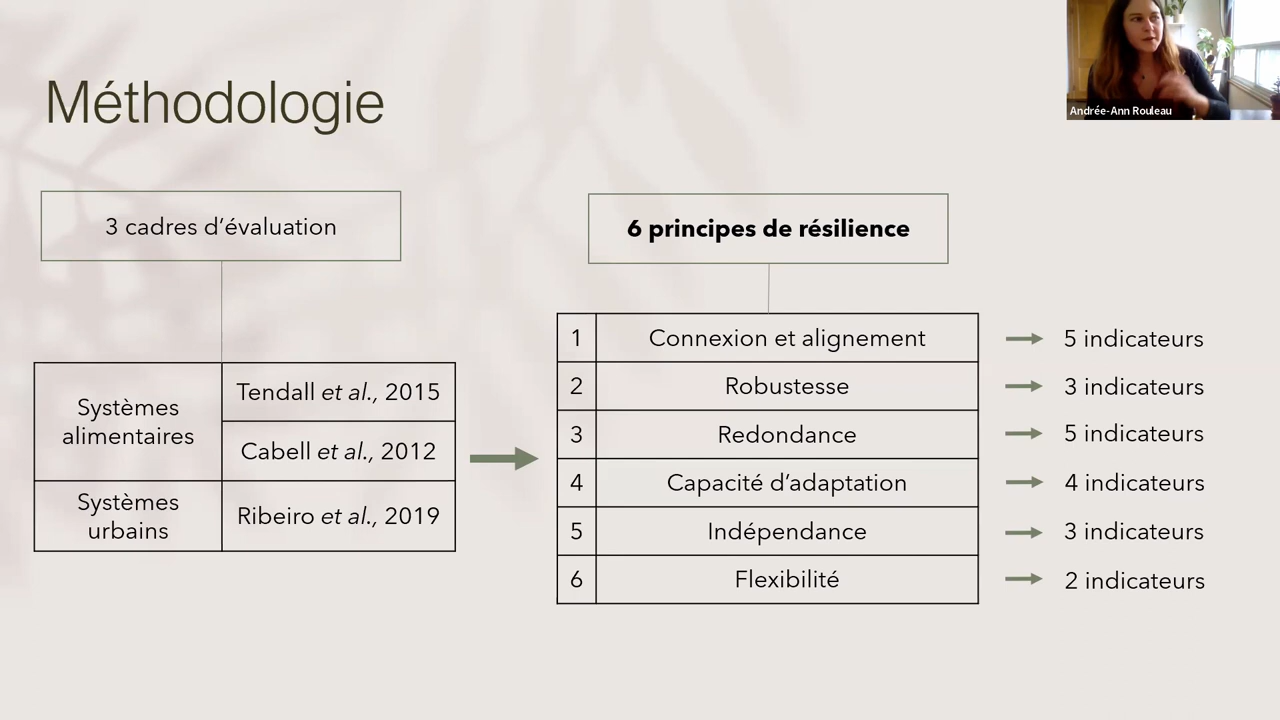 Méthodologie
Andrée-Ann Rouleau
3 cadres d'évaluation
Systèmes
alimentaires
Tendall et al., 2015
Cabell et al., 2012
Systèmes
urbains
Ribeiro et al., 2019
6 principes de résilience
1 Connexion et alignement 5 indicateurs
2 Robustesse 3 indicateurs
3 Redondance 5 indicateurs
4 Capacité d'adaptation 4 indicateurs
5 Indépendance 3 indicateurs
6 Flexibilité 2 indicateurs